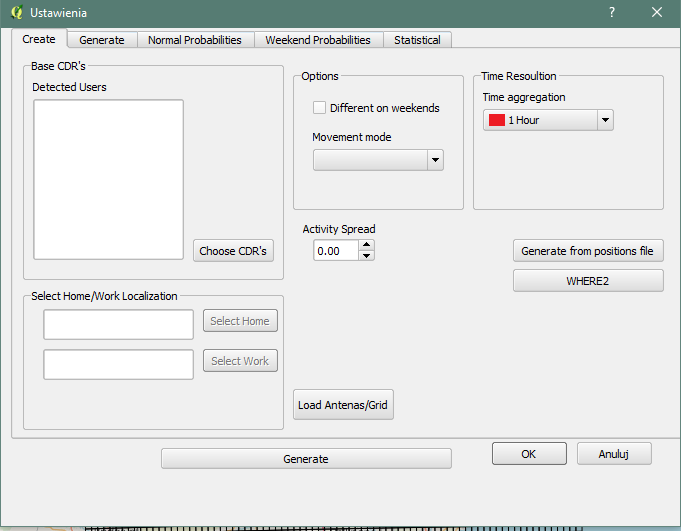 Ustawienia
?
Create
Generate
Normal Probabilities
Weekend Probabilities
Statistical
Base CDR's
Detected Users
Choose CDR's
Options
Different on weekends
Movement mode
Time Resoultion
Time aggregation
1 Hour
Activity Spread
0.00
Generate from positions file
WHERE2
Select Home/Work Localization
Select Home
Select Work
Load Antenas/Grid
Generate
OK
Anuluj